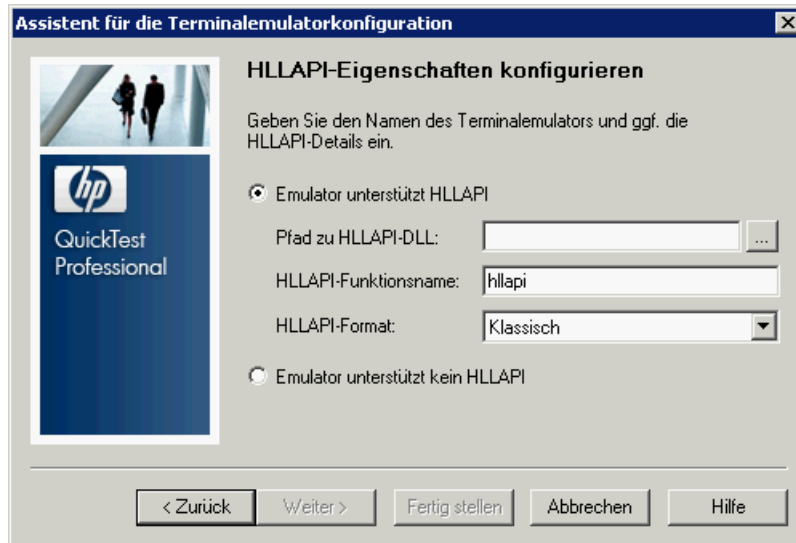 Assistent für die Terminalemulatorkonfiguration
HLLAPI-Eigenschaften konfigurieren
Geben Sie den Namen des Terminalemulators und ggf. die
HLLAPI-Details ein.
hp
QuickTest
Professional
Emulator unterstützt HLLAPI
Pfad zu HLLAPI-DLL:
...
HLLAPI-Funktionsname:
hllapi
HLLAPI-Format:
Klassisch
Emulator unterstützt kein HLLAPI
< Zurück
Weiter >
Fertig stellen
Abbrechen
Hilfe